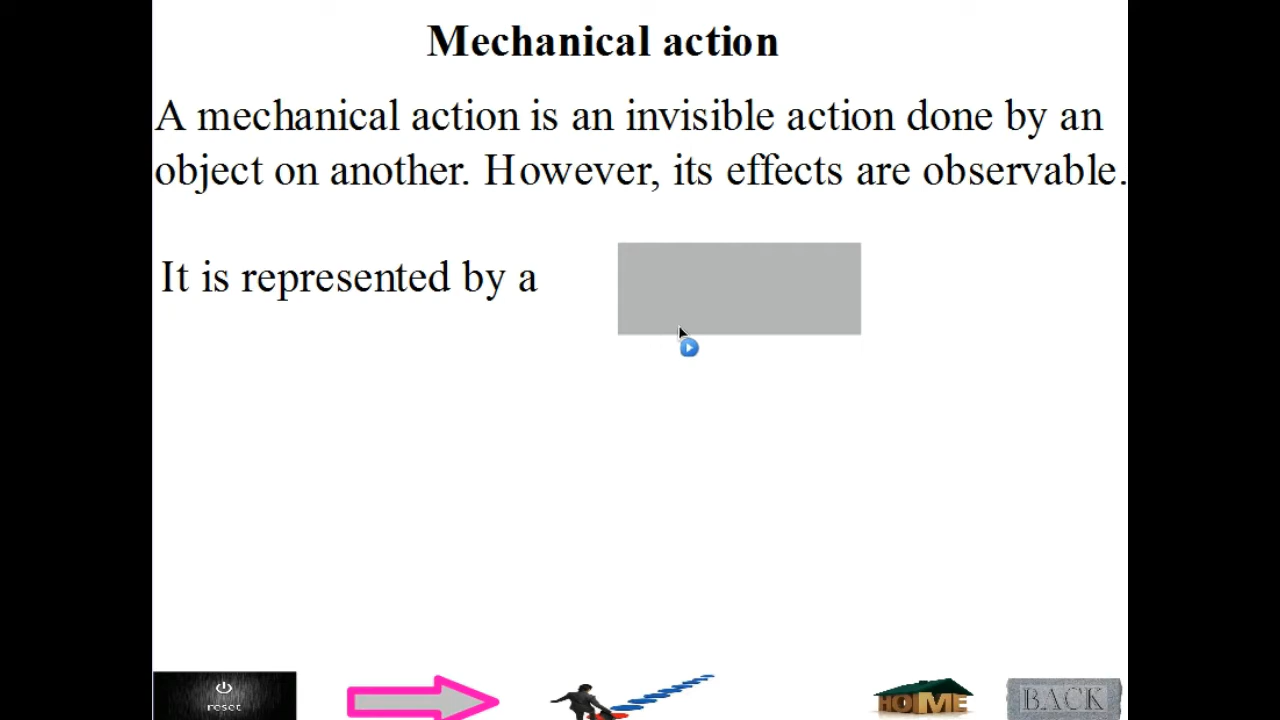 Mechanical action
A mechanical action is an invisible action done by an
object on another. However, its effects are observable.
It is represented by a
reset
HOME
BACK